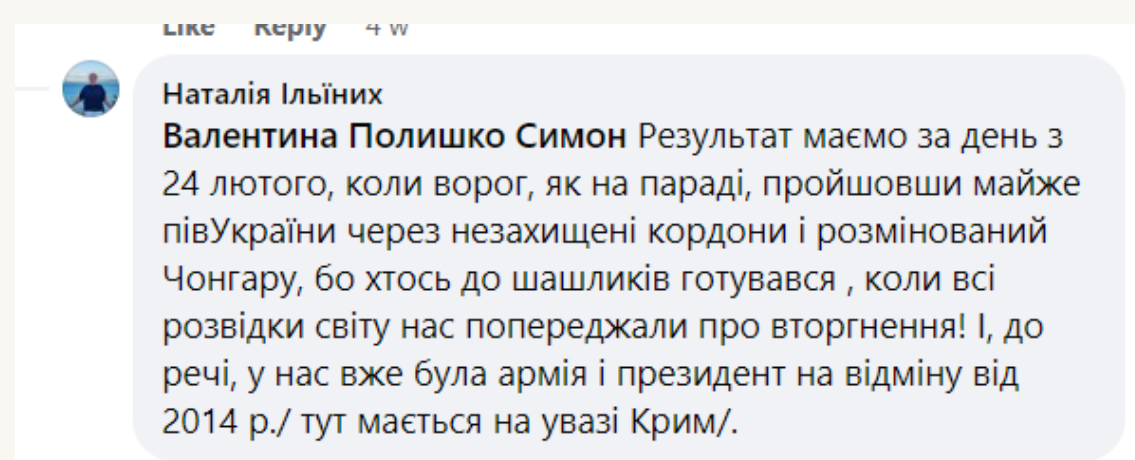 Like Reply 4 w
Наталія Ільїних
Валентина Полишко Симон Результат маємо за день з
24 лютого, коли ворог, як на параді, пройшовши майже
півУкраїни через незахищені кордони і розмінований
Чонгару, бо хтось до шашликів готувався , коли всі
розвідки світу нас попереджали про вторгнення! І, до
речі, у нас вже була армія і президент на відміну від
2014 р./ тут мається на увазі Крим/.